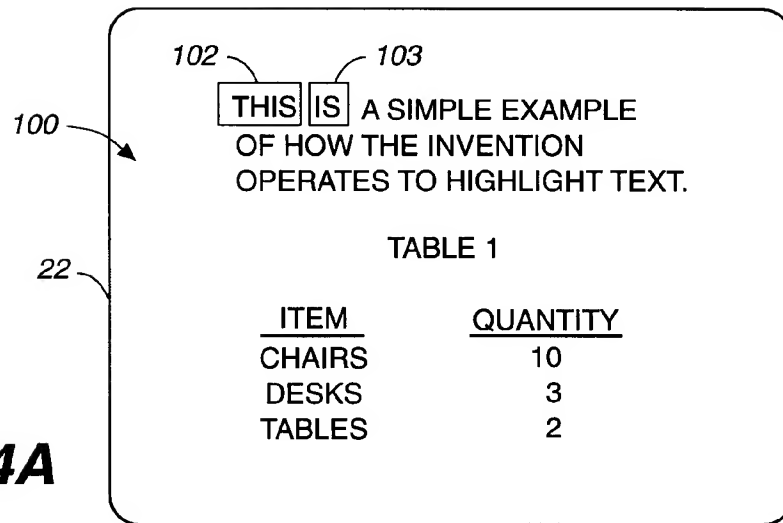 102 103
THIS IS A SIMPLE EXAMPLE
100
OF HOW THE INVENTION
OPERATES TO HIGHLIGHT TEXT.
TABLE 1
22
ITEM QUANTITY
CHAIRS 10
DESKS 3
TABLES 2
4A